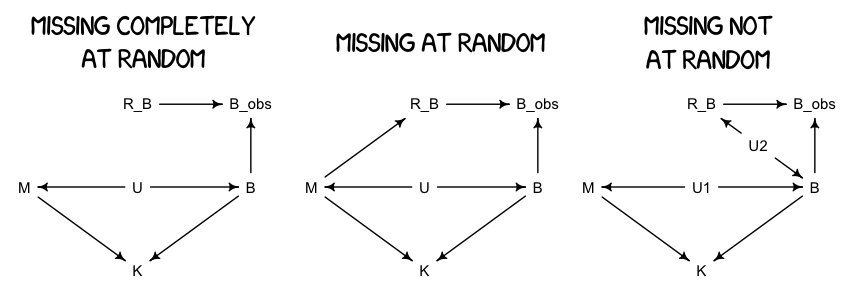 MISSING COMPLETELY
AT RANDOM
R_B B_obs
M U B
K
MISSING AT RANDOM
R_B B_obs
M U B
K
MISSING NOT
AT RANDOM
R_B B_obs
U2
M U1 B
K